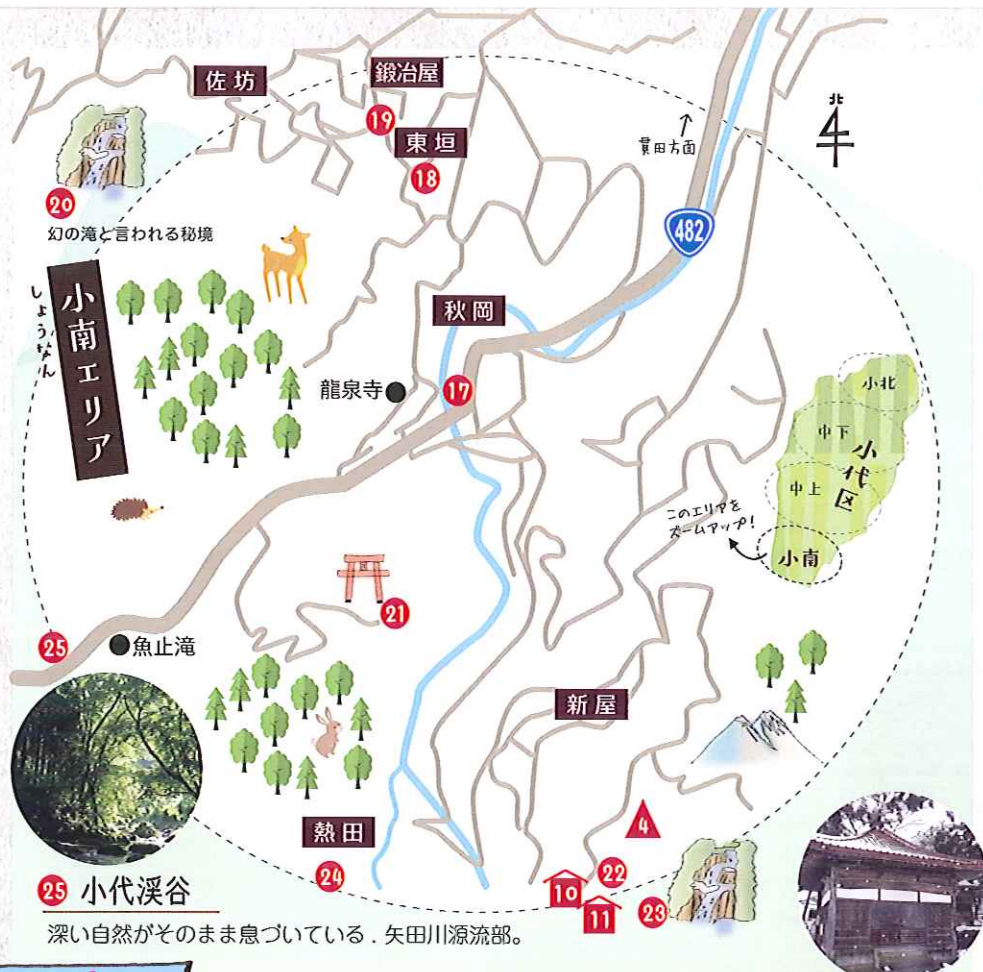 佐坊
鍛冶屋
19
東垣
18
北
貫田方面
20
幻の滝と言われる秘境
482
小南エリア
しょうなん
秋岡
龍泉寺
17
小北
中下
小代区
中上
このエリアを
ズームアップ!
小南
21
25
魚止滝
新屋
4
熱田
24
22
10
11
23
25 小代渓谷
深い自然がそのまま息づいている.矢田川源流部。